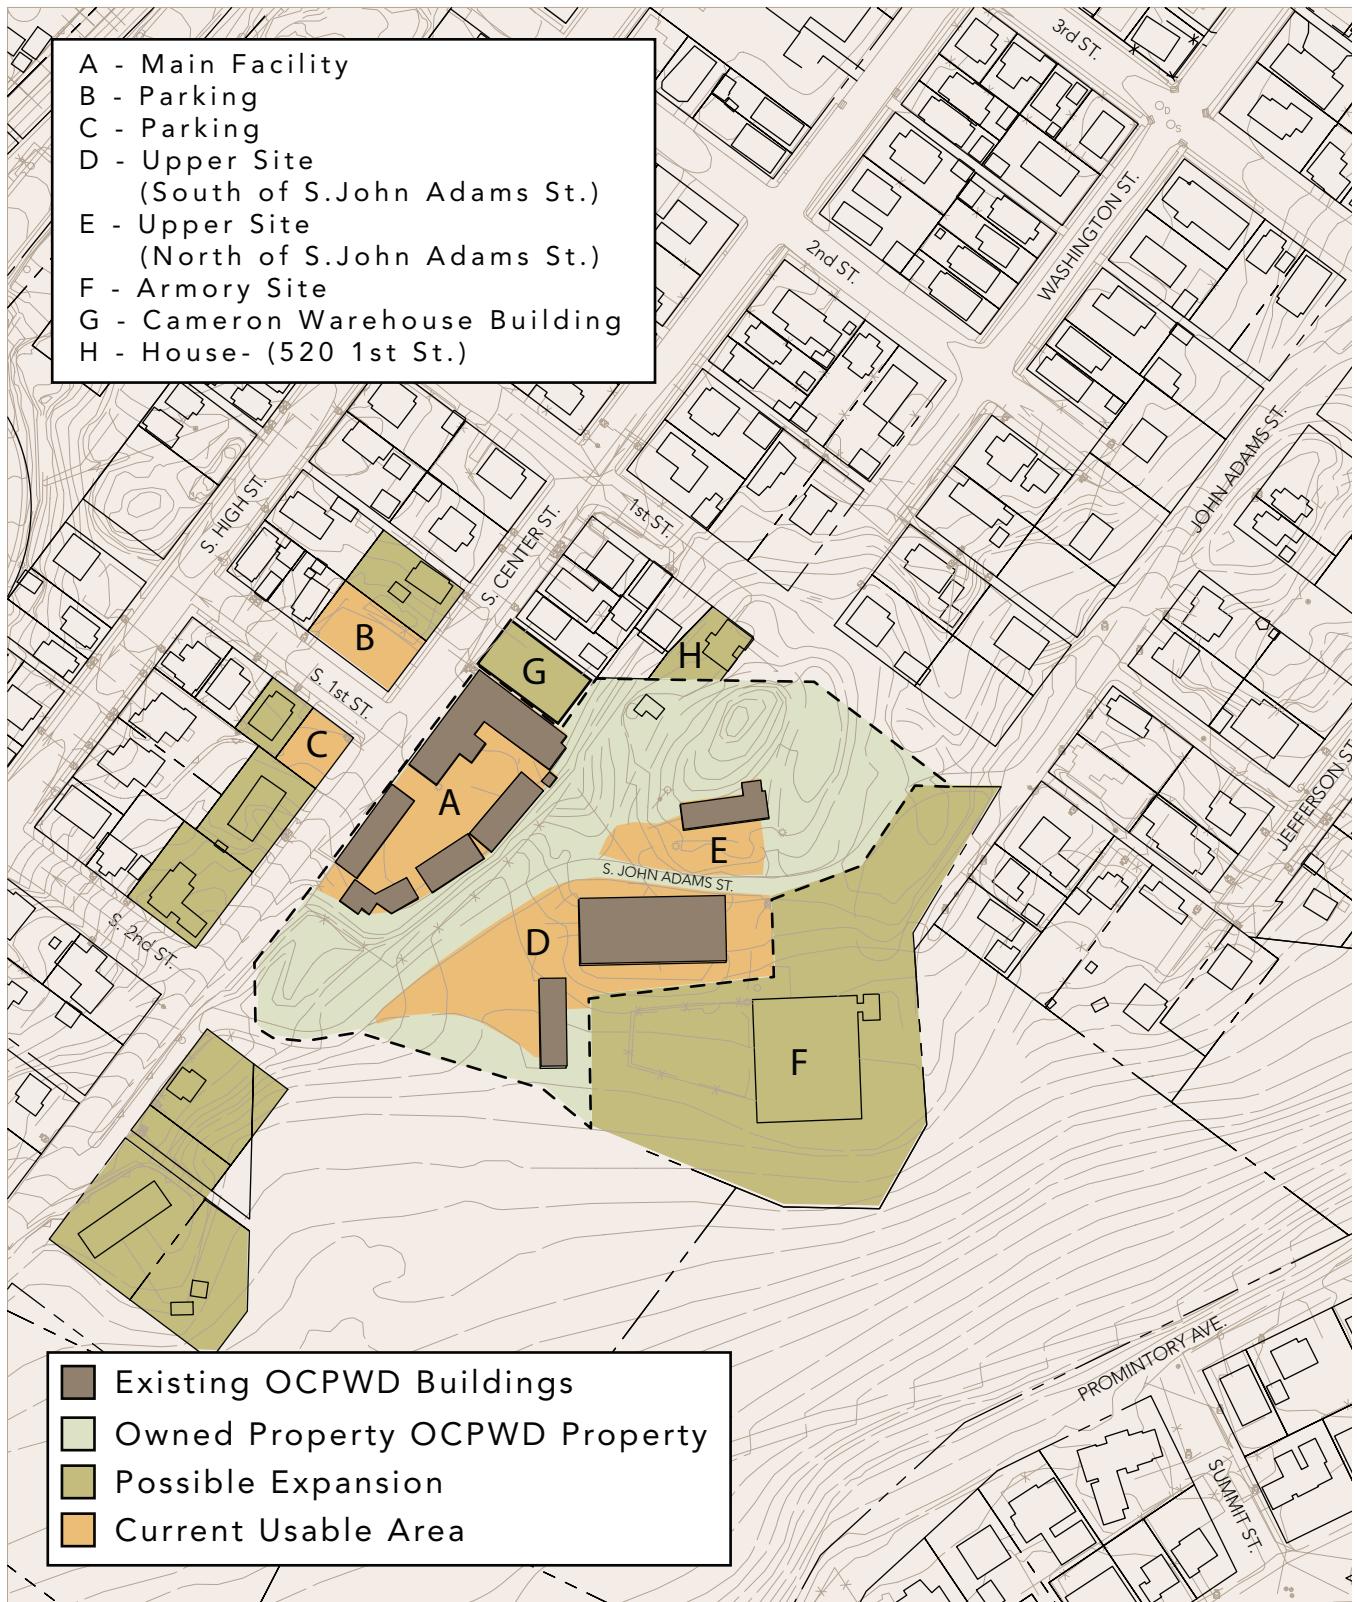 A - Main Facility
B - Parking
C - Parking
D - Upper Site
(South of S.John Adams St.)
E - Upper Site
(North of S.John Adams St.)
F - Armory Site
G - Cameron Warehouse Building
H - House- (520 1st St.)
3rd ST.
WASHINGTON ST.
2nd ST.
JOHN ADAMS ST.
S. HIGH ST.
S. CENTER ST.
1st ST.
B
H
G
S. 1st ST.
C
A
JEFFERSON ST.
E
S. JOHN ADAMS ST.
D
S. 2nd ST.
F
PROMINTORY AVE.
SUMMIT ST.
Existing OCPWD Buildings
Owned Property OCPWD Property
Possible Expansion
Current Usable Area